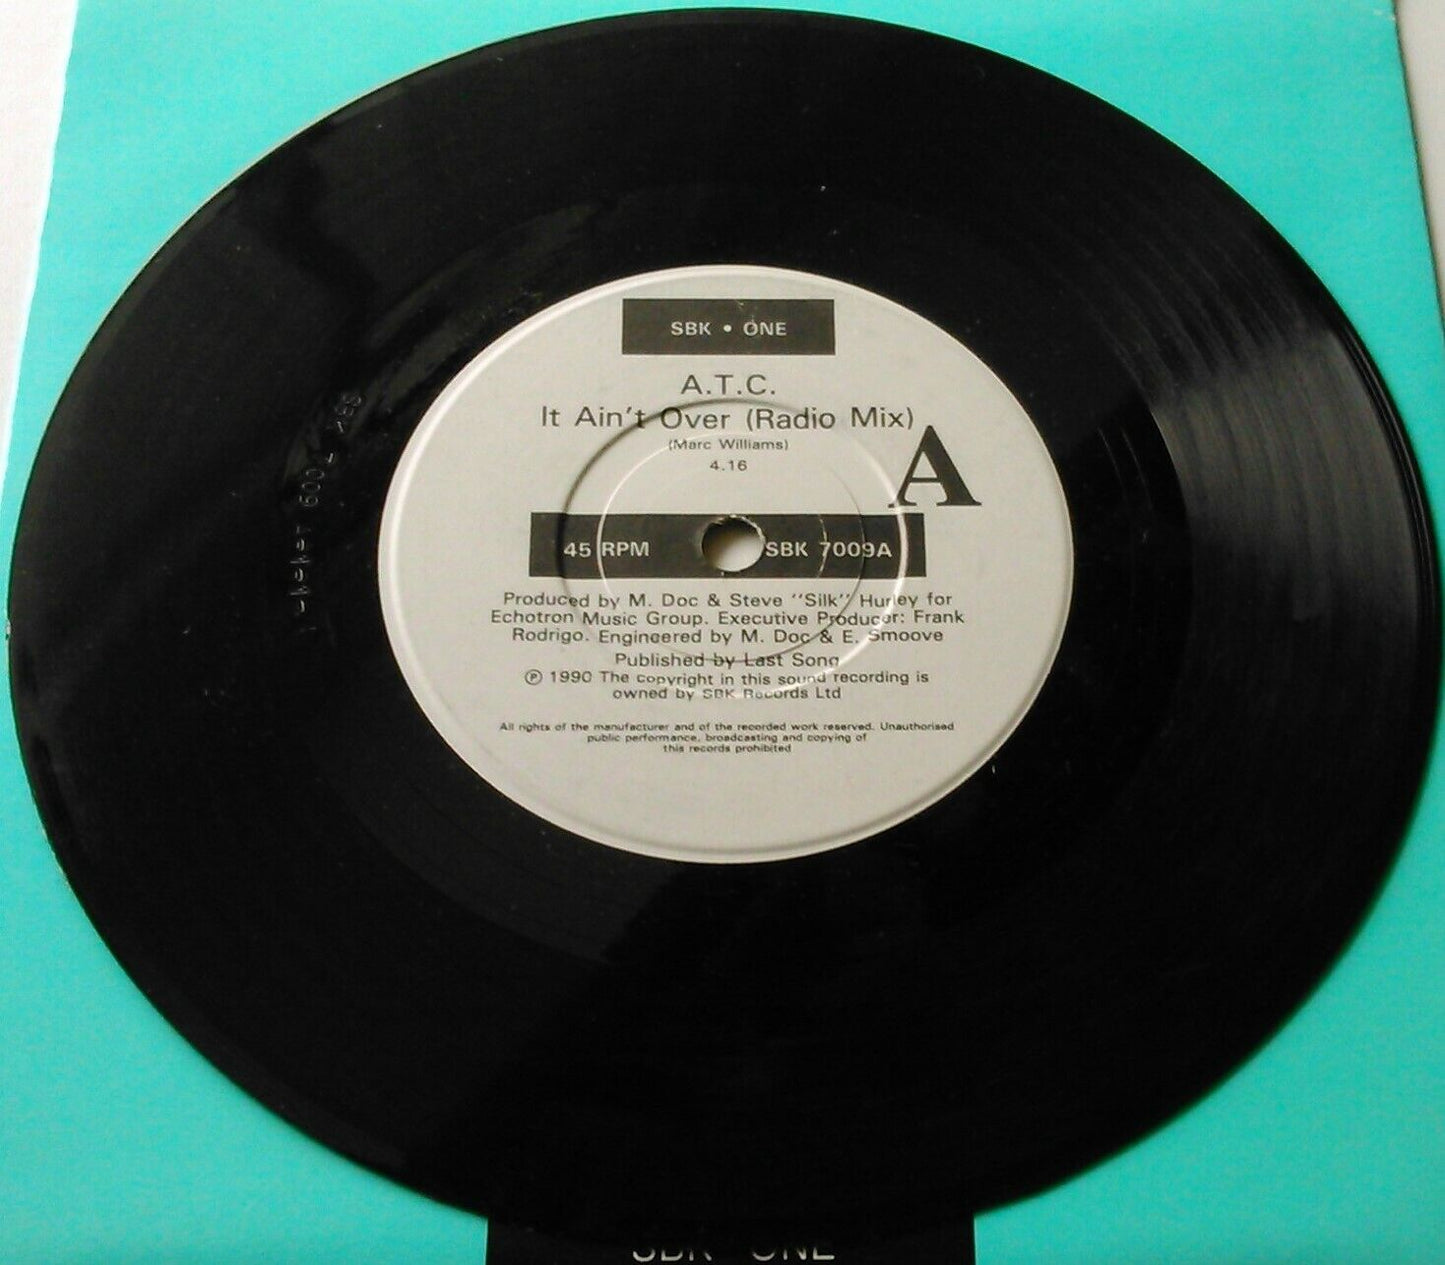 SBK • ONE
A.T.C.
It Ain't Over (Radio Mix)
(Marc Williams)
4.16
A
45 RPM SBK 7009A
Produced by M. Doc & Steve "Silk" Hurley for
Echotron Music Group. Executive Producer: Frank
Rodrigo. Engineered by M. Doc & E. Smoove
Published by Last Song
℗ 1990 The copyright in this sound recording is
owned by SBK Records Ltd
All rights of the manufacturer and of the recorded work reserved. Unauthorised
public performance, broadcasting and copying of
this records prohibited
SBK ONE